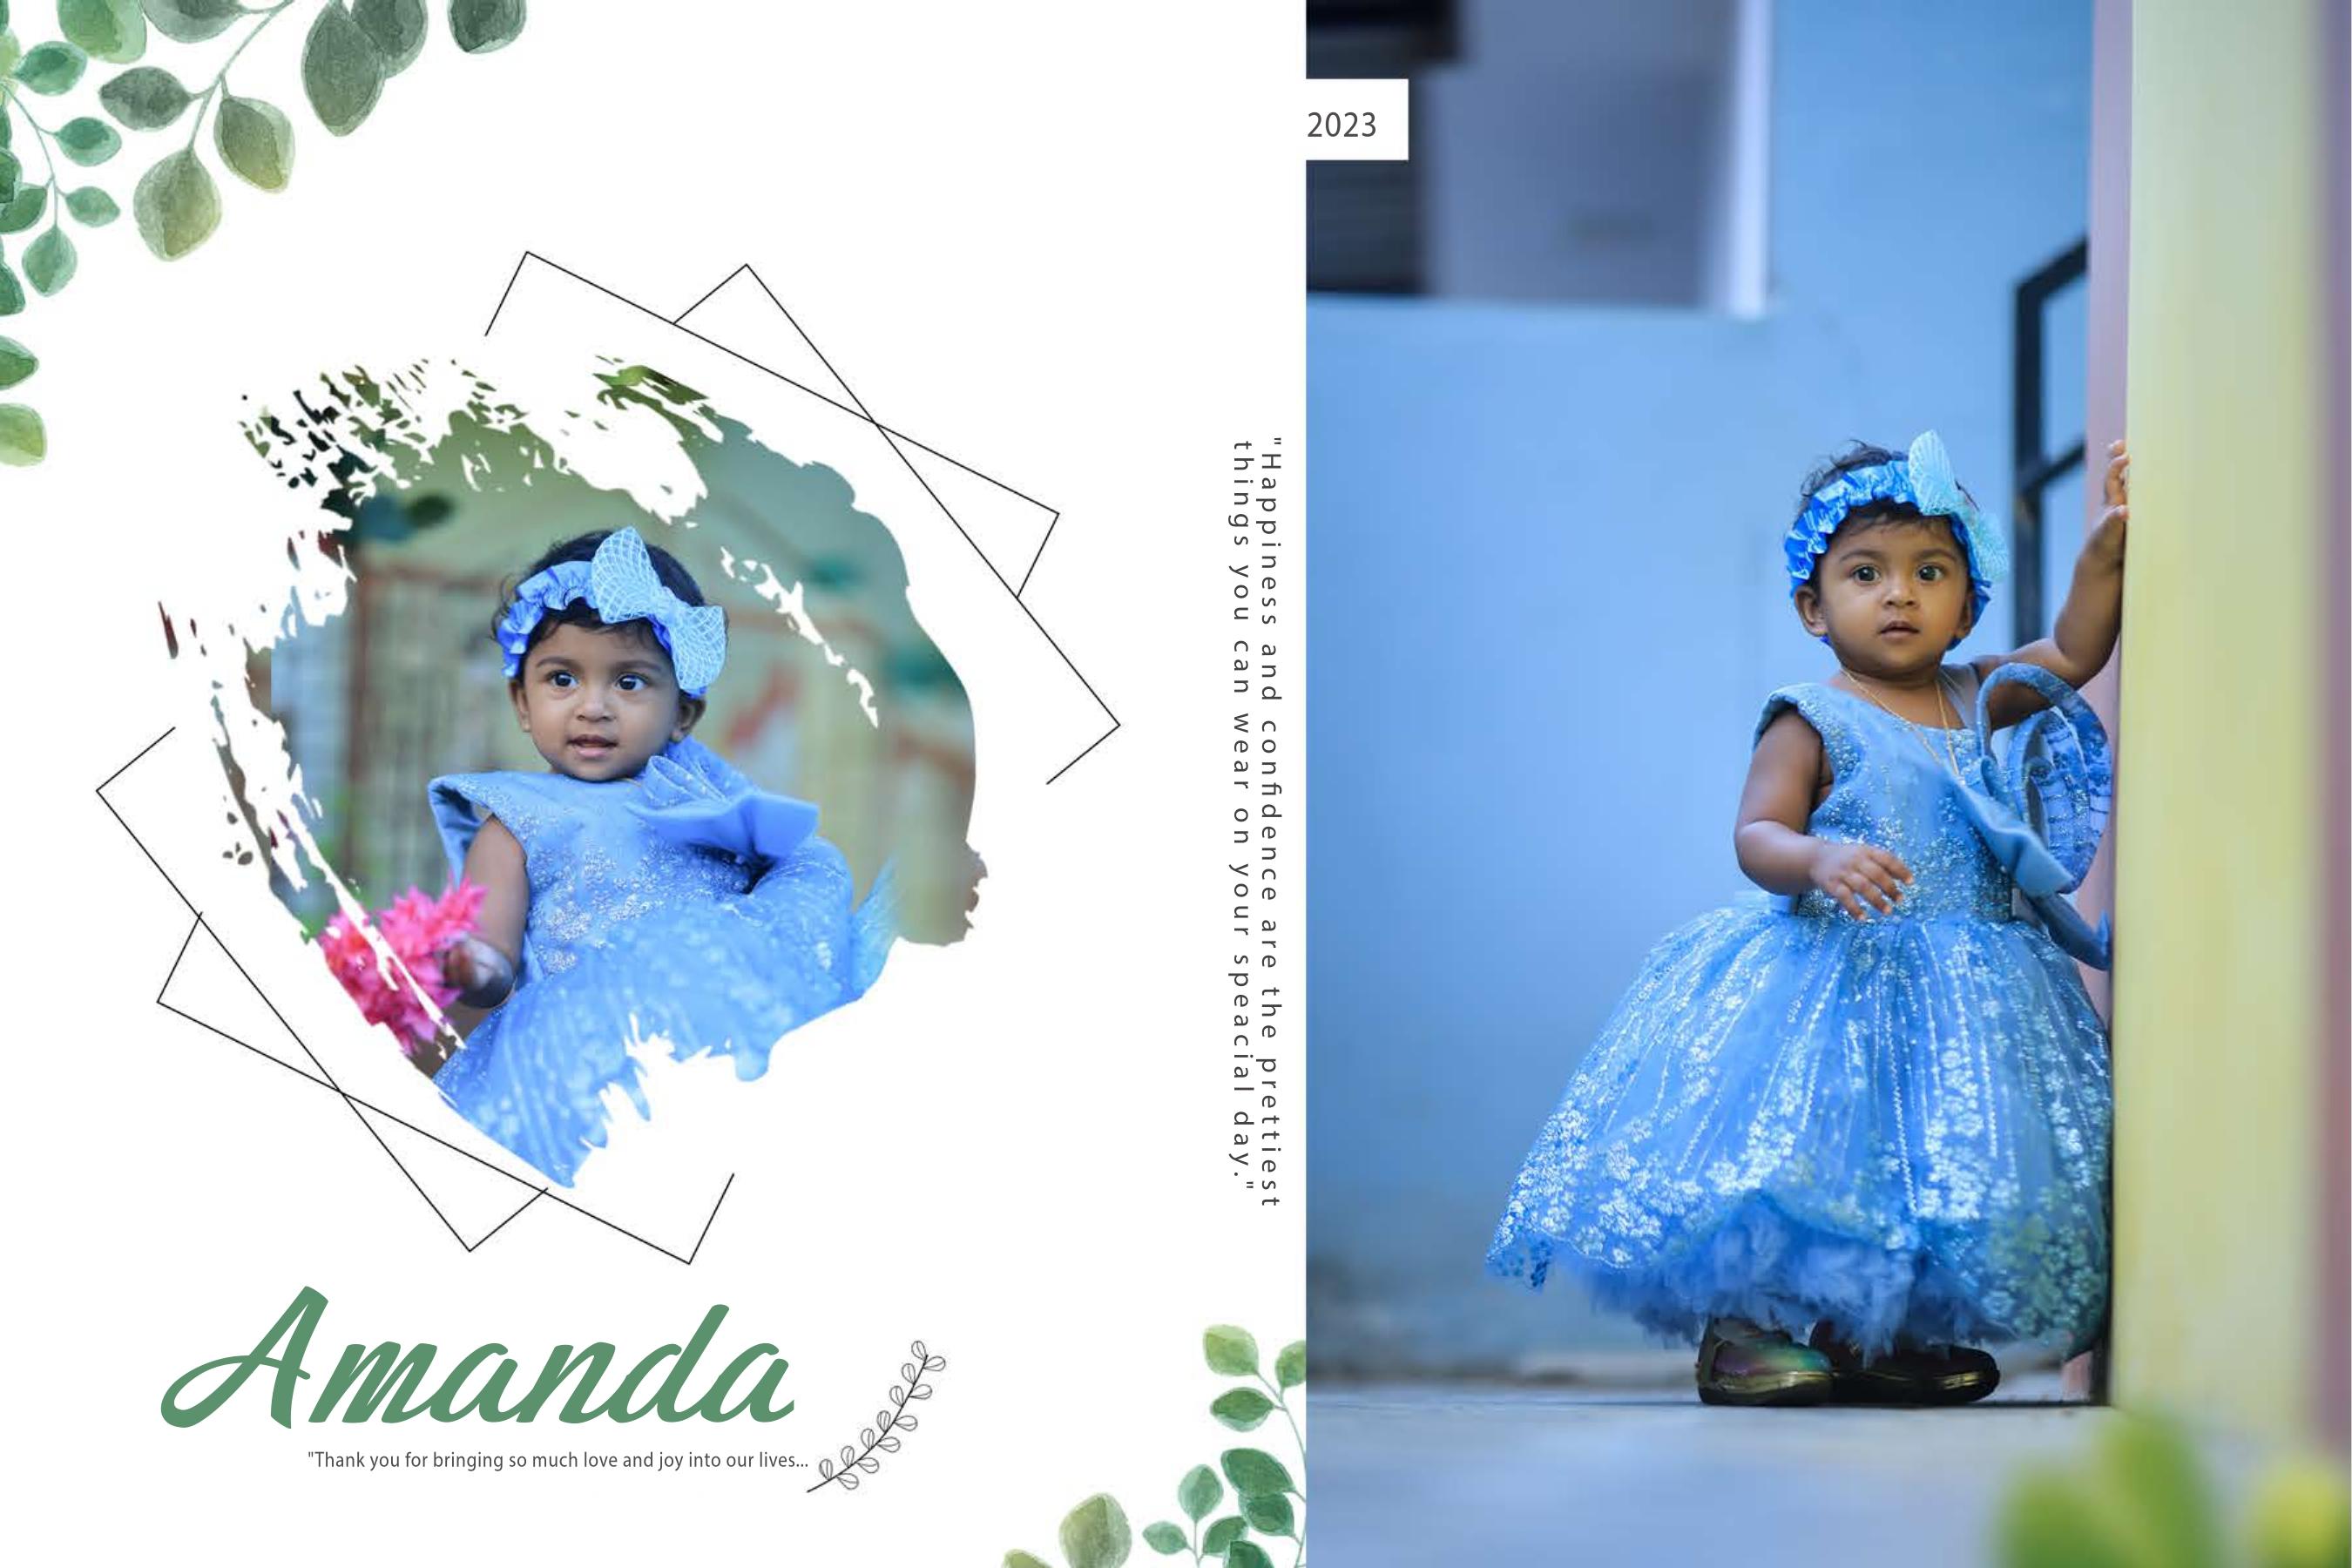 2023
"Happiness and confidence are the prettiest
things you can wear on your speacial day."
Amanda
"Thank you for bringing so much love and joy into our lives...